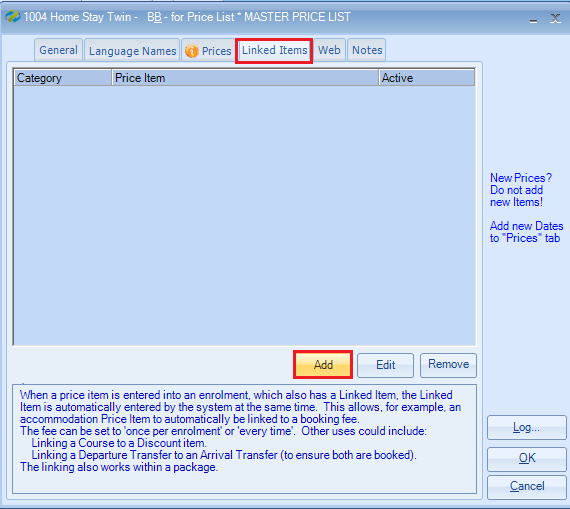 1004 Home Stay Twin -   BB - for Price List * MASTER PRICE LIST
General
Language Names
Prices
Linked Items
Web
Notes
Category
Price Item
Active
New Prices?
Do not add
new Items!
Add new Dates
to "Prices" tab
Add
Edit
Remove
When a price item is entered into an enrolment, which also has a Linked Item, the Linked
Item is automatically entered by the system at the same time.  This allows, for example, an
accommodation Price Item to automatically be linked to a booking fee.
The fee can be set to 'once per enrolment' or 'every time'.  Other uses could include:
Linking a Course to a Discount item.
Linking a Departure Transfer to an Arrival Transfer (to ensure both are booked).
The linking also works within a package.
Log...
OK
Cancel